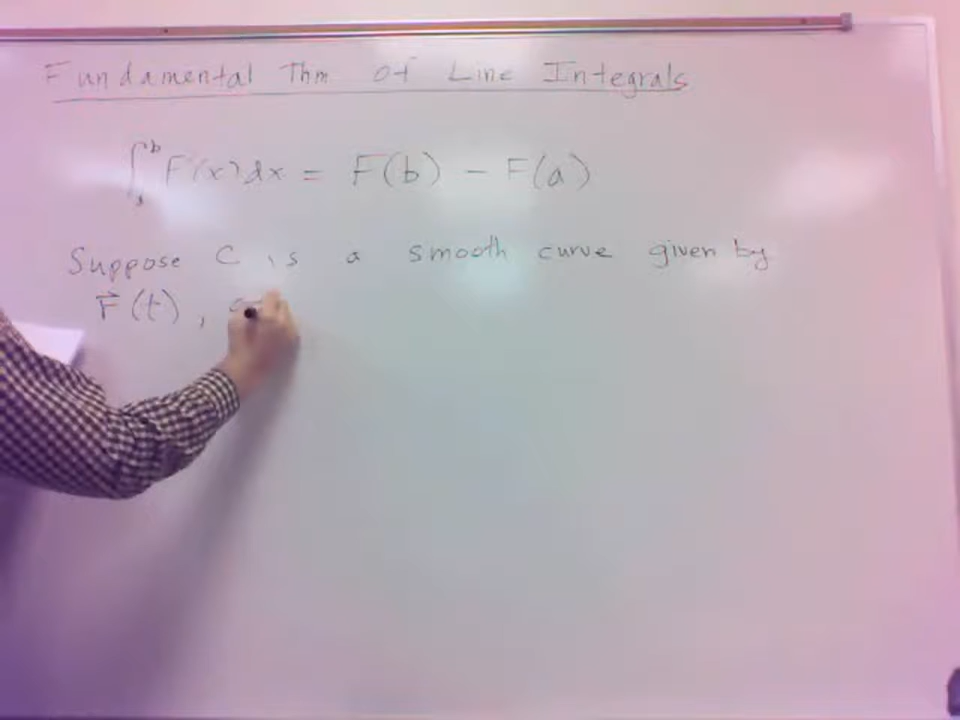 Fundamental Thm of Line Integrals
∫_a^b F'(x)dx = F(b) − F(a)
Suppose C is a smooth curve given by
r⃗(t),